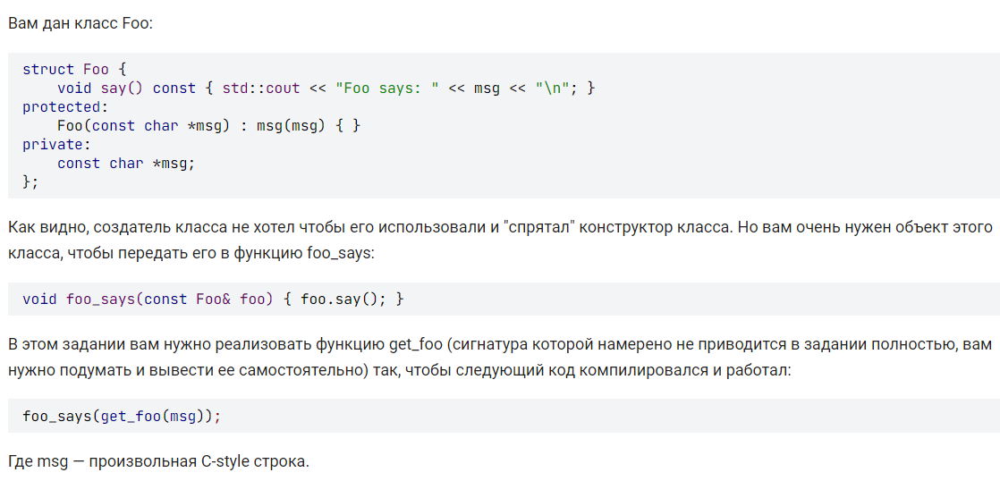 Вам дан класс Foo:
struct Foo {
    void say() const { std::cout << "Foo says: " << msg << "\n"; }
protected:
    Foo(const char *msg) : msg(msg) { }
private:
    const char *msg;
};
Как видно, создатель класса не хотел чтобы его использовали и "спрятал" конструктор класса. Но вам очень нужен объект этого
класса, чтобы передать его в функцию foo_says:
void foo_says(const Foo& foo) { foo.say(); }
В этом задании вам нужно реализовать функцию get_foo (сигнатура которой намерено не приводится в задании полностью, вам
нужно подумать и вывести ее самостоятельно) так, чтобы следующий код компилировался и работал:
foo_says(get_foo(msg));
Где msg — произвольная C-style строка.